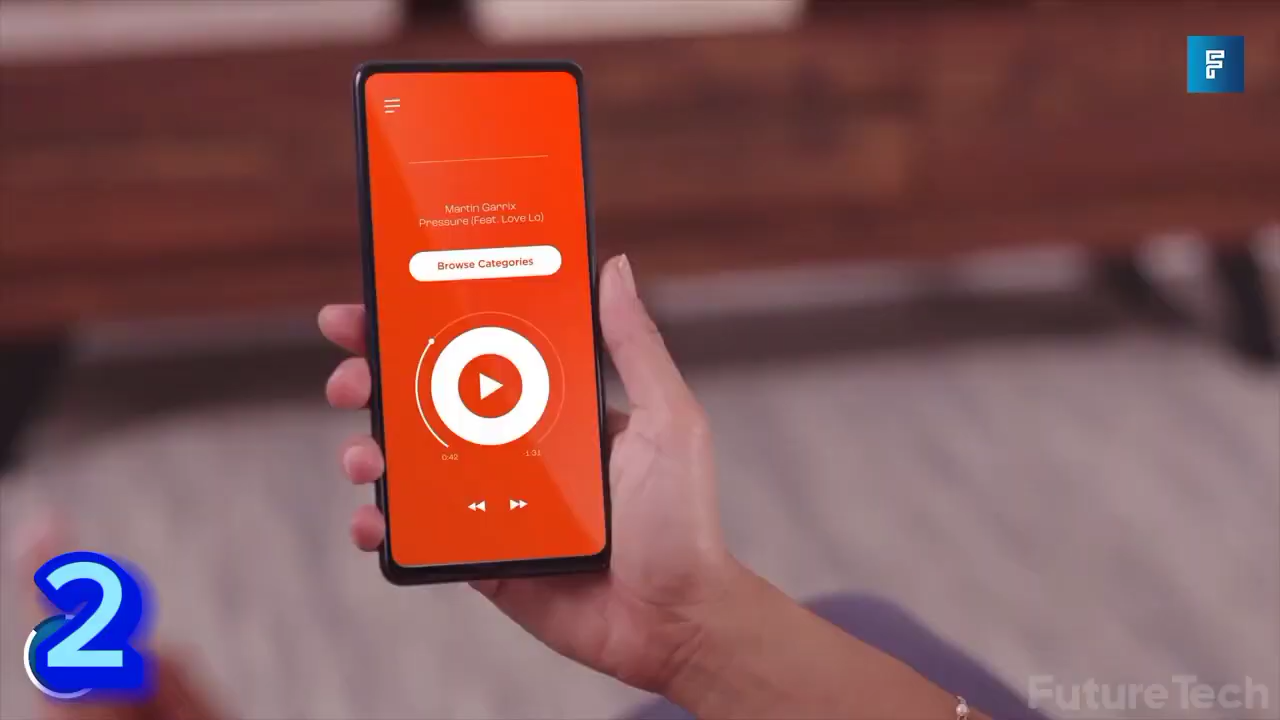 F
Martin Garrix
Pressure (Feat. Love Lo)
Browse Categories
0:42
1:31
2
FutureTech